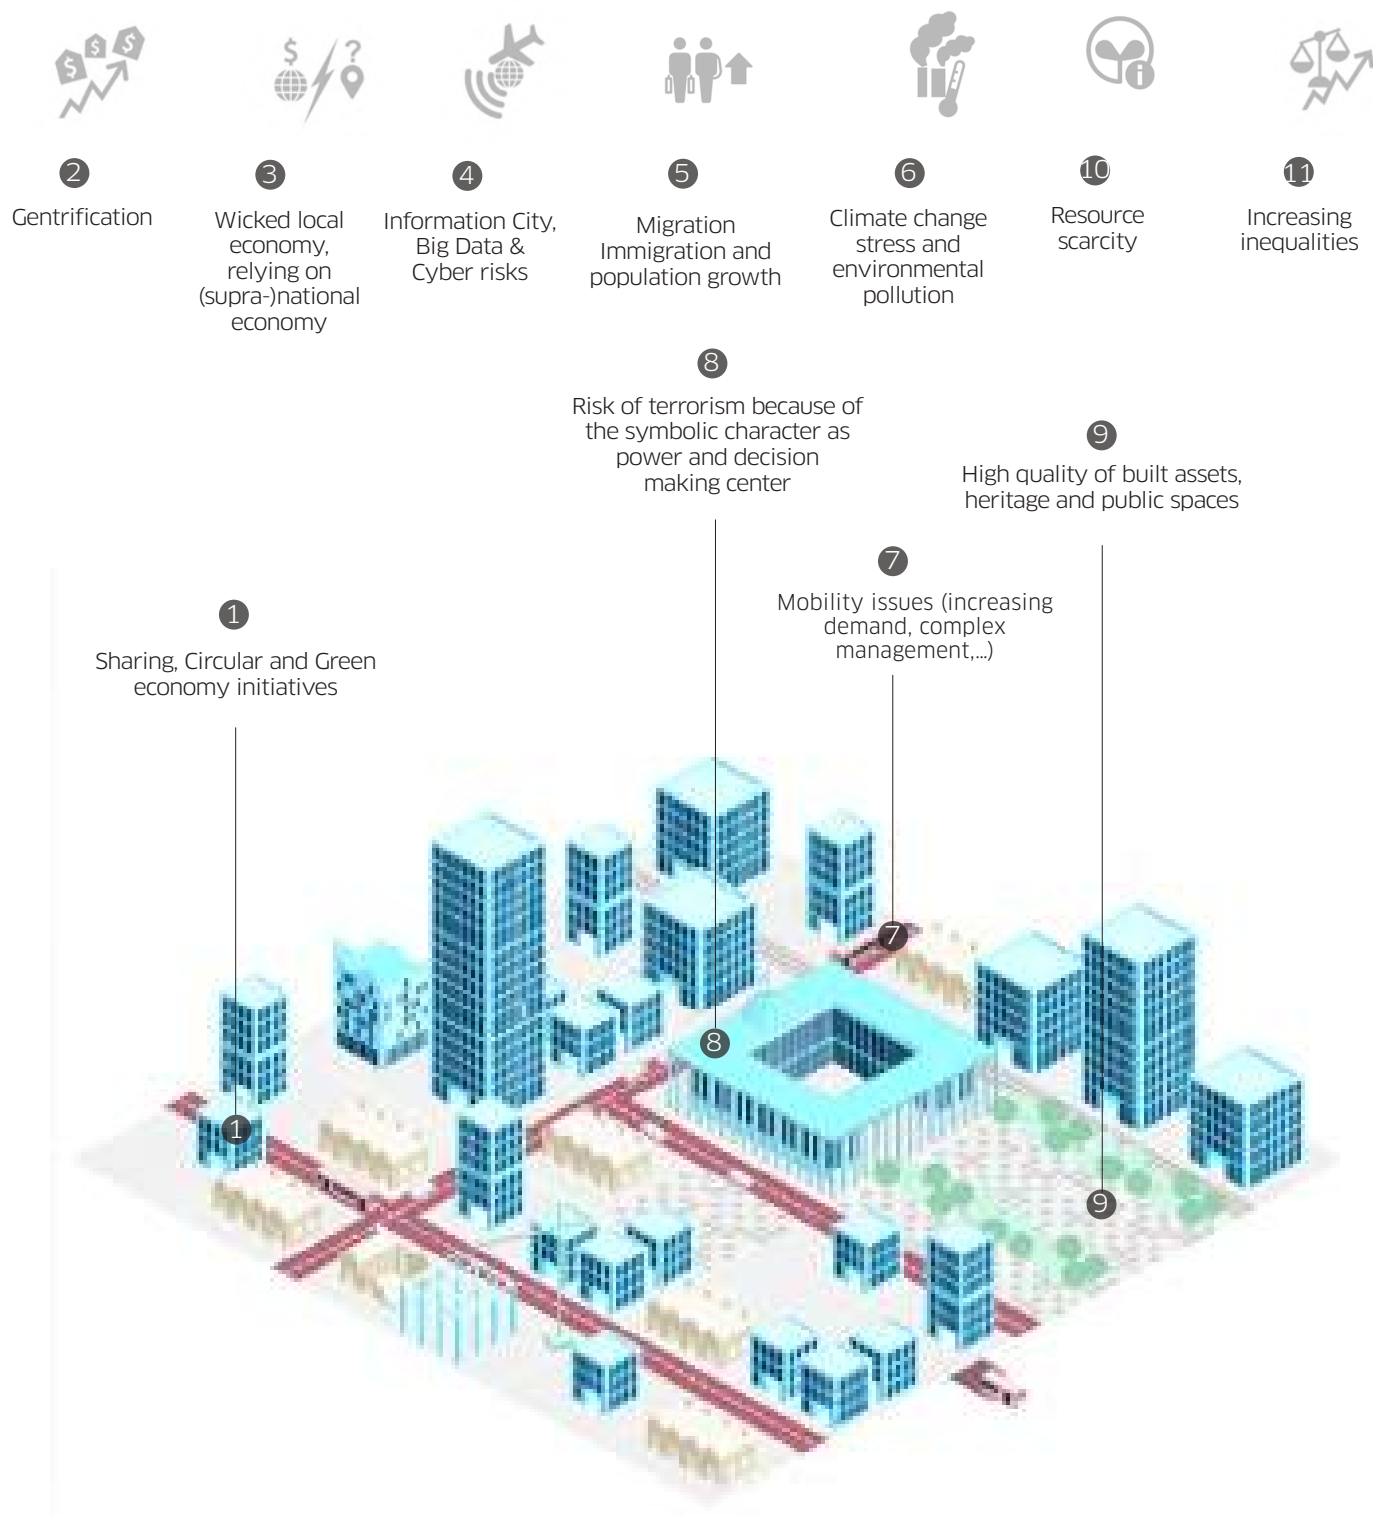 2
Gentrification
3
Wicked local
economy,
relying on
(supra-)national
economy
4
Information City,
Big Data &
Cyber risks
5
Migration
Immigration and
population growth
6
Climate change
stress and
environmental
pollution
10
Resource
scarcity
11
Increasing
inequalities
8
Risk of terrorism because of
the symbolic character as
power and decision
making center
9
High quality of built assets,
heritage and public spaces
7
Mobility issues (increasing
demand, complex
management,...)
1
Sharing, Circular and Green
economy initiatives
7
8
1
9
$ $ $
$ ?
i